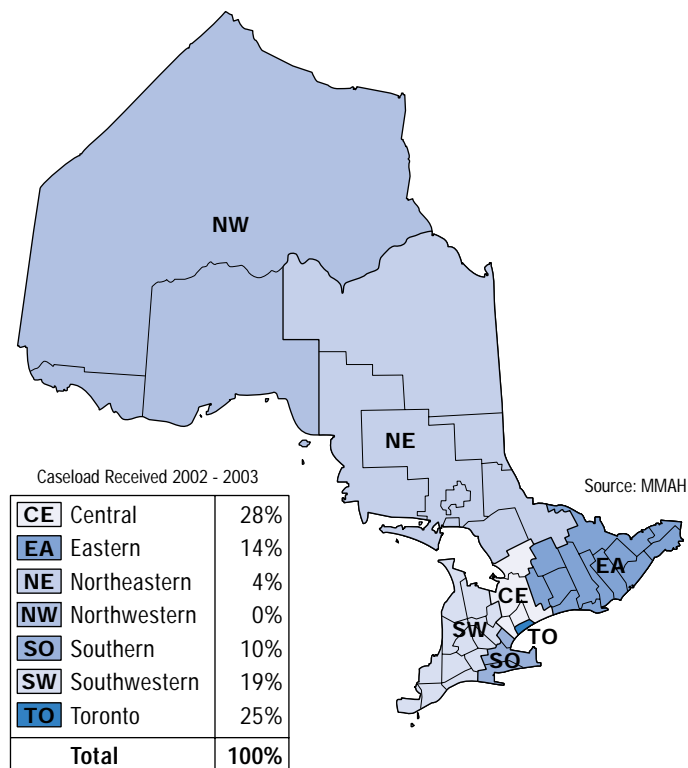 NW
NE
Caseload Received 2002 - 2003
Source: MMAH
CE Central 28%
EA Eastern 14%
NE Northeastern 4%
NW Northwestern 0%
SO Southern 10%
SW Southwestern 19%
TO Toronto 25%
Total 100%
EA
CE
SW
TO
SO